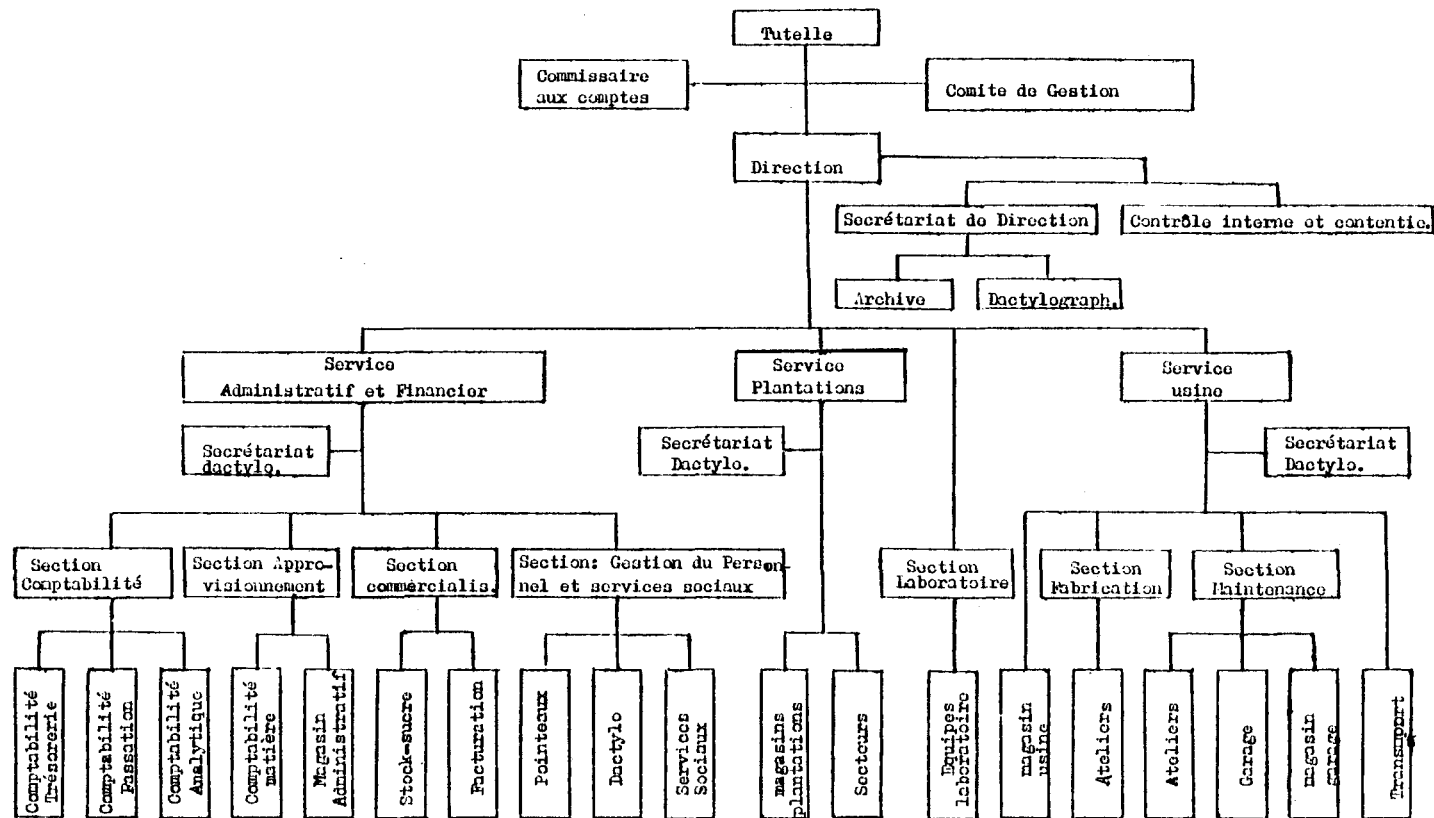 Tutelle
Commissaire
aux comptes
Comite de Gestion
Direction
Secrétariat de Direction
Contrôle interne et contentic.
Archive
Dactylograph.
Service
Administratif et Financier
Service
Plantations
Service
usine
Secrétariat
dactylo.
Secrétariat
Dactylo.
Secrétariat
Dactylo.
Section
Comptabilité
Section Appro-
visionnement
Section
commercialis.
Section: Gestion du Person-
nel et services sociaux
Section
Laboratoire
Section
Fabrication
Section
Maintenance
Comptabilité
Trésorerie
Comptabilité
Passation
Comptabilité
Analytique
Comptabilité
matière
Magasin
Administratif
Stock-sucre
Facturation
Pointeaux
Dactylo
Services
Sociaux
magasins
plantations
Secteurs
Equipes
laboratoire
magasin
usine
Ateliers
Ateliers
Garage
magasin
garage
Transport